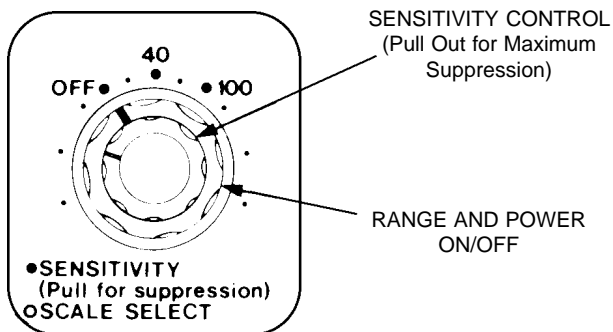 SENSITIVITY CONTROL
(Pull Out for Maximum
Suppression)
40
OFF
100
RANGE AND POWER
ON/OFF
●SENSITIVITY
(Pull for suppression)
○SCALE SELECT